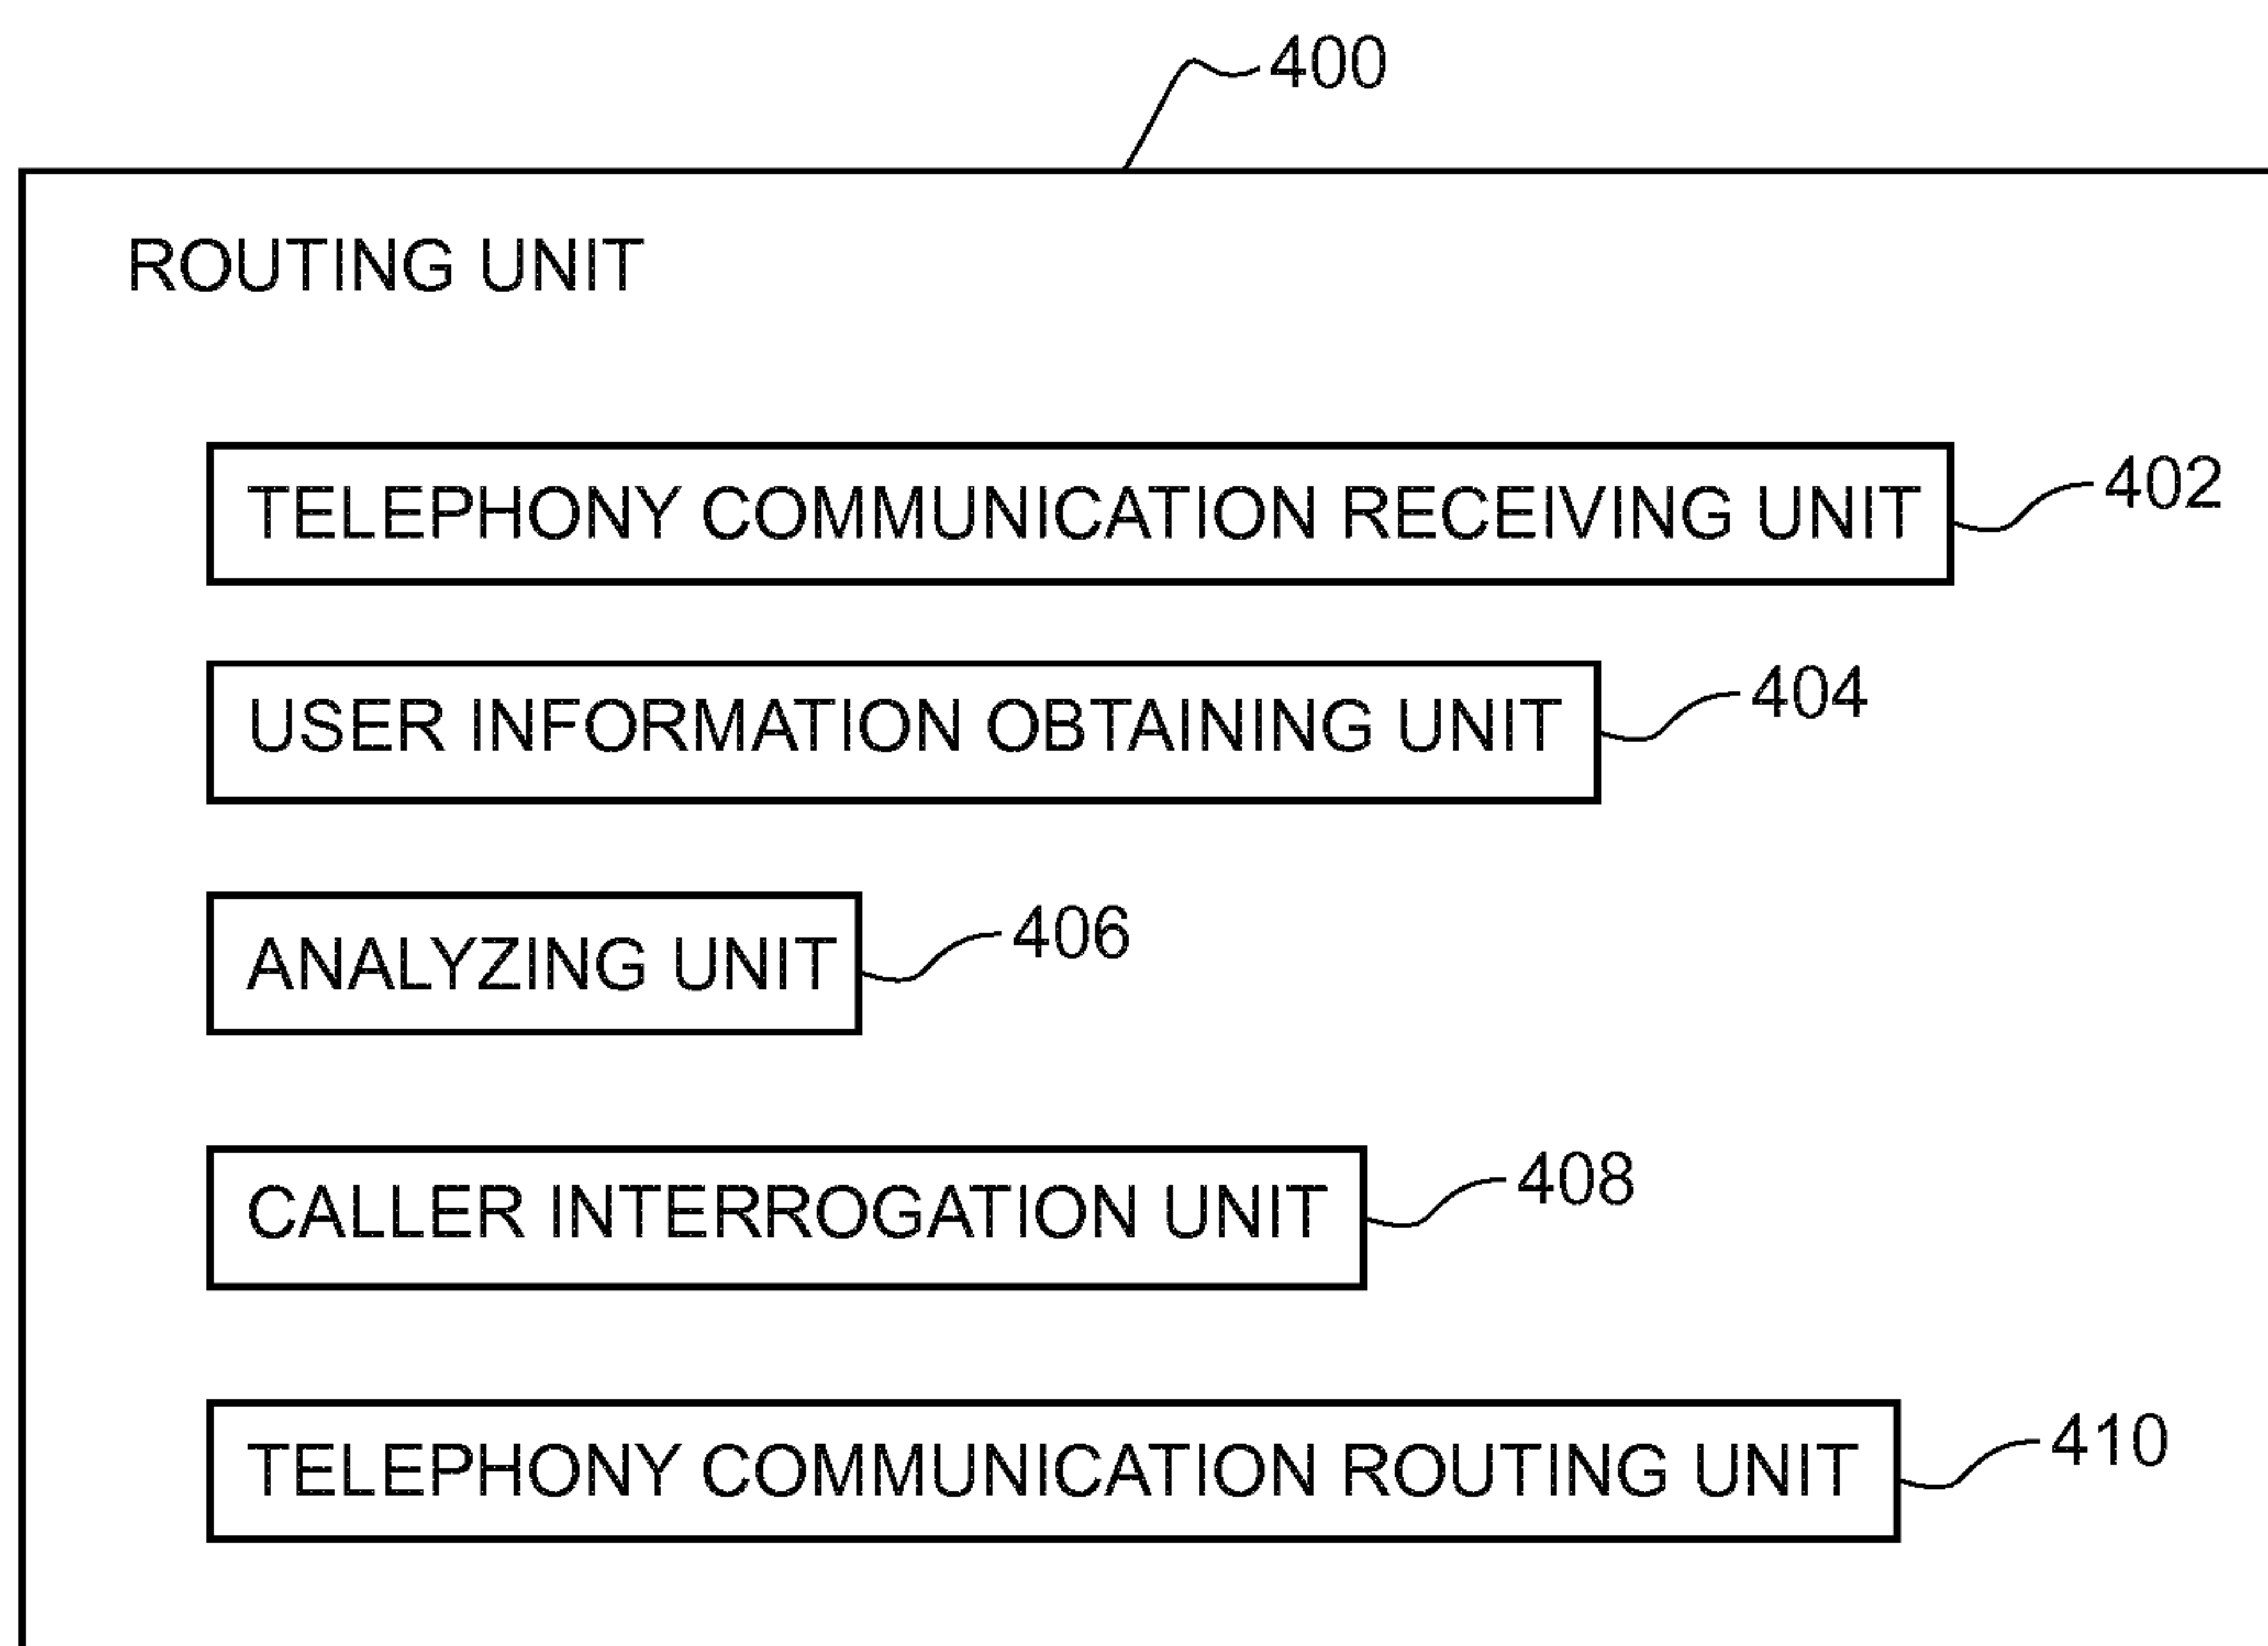 400
ROUTING UNIT
TELEPHONY COMMUNICATION RECEIVING UNIT
402
USER INFORMATION OBTAINING UNIT
404
ANALYZING UNIT
406
CALLER INTERROGATION UNIT
408
TELEPHONY COMMUNICATION ROUTING UNIT
410